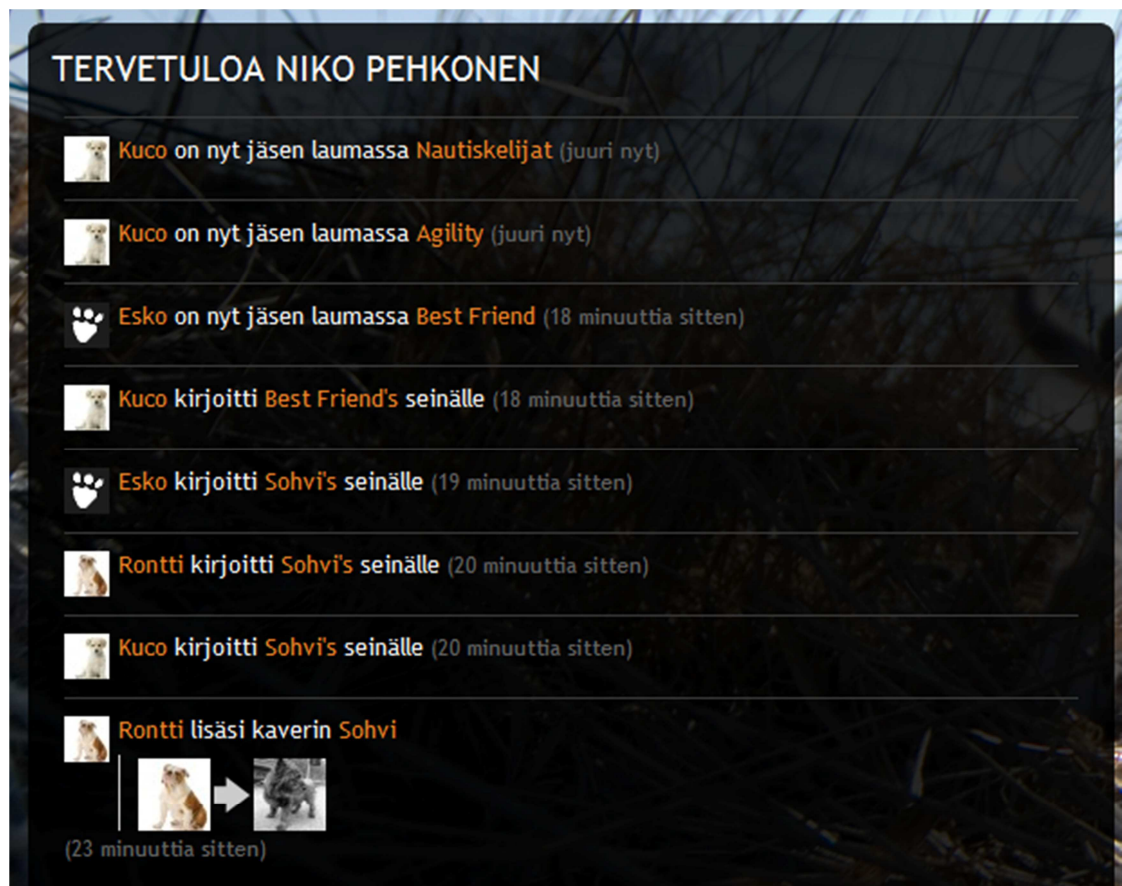 TERVETULOA NIKO PEHKONEN
Kuco on nyt jäsen laumassa Nautiskelijat (juuri nyt)
Kuco on nyt jäsen laumassa Agility (juuri nyt)
Esko on nyt jäsen laumassa Best Friend (18 minuuttia sitten)
Kuco kirjoitti Best Friend's seinälle (18 minuuttia sitten)
Esko kirjoitti Sohvi's seinälle (19 minuuttia sitten)
Rontti kirjoitti Sohvi's seinälle (20 minuuttia sitten)
Kuco kirjoitti Sohvi's seinälle (20 minuuttia sitten)
Rontti lisäsi kaverin Sohvi
(23 minuuttia sitten)